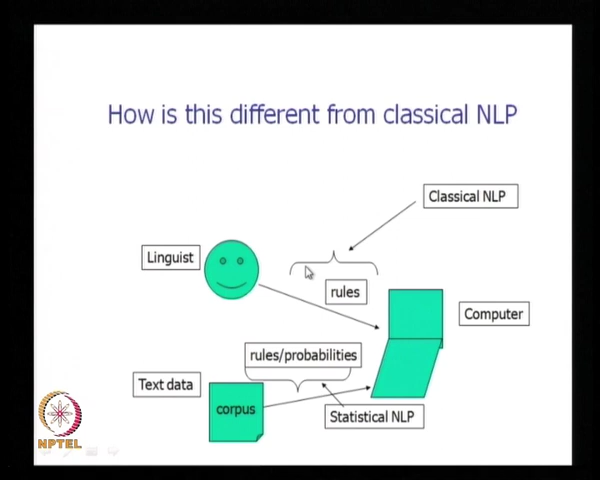 How is this different from classical NLP
Classical NLP
Linguist
rules
Computer
rules/probabilities
Text data
corpus
Statistical NLP
NPTEL